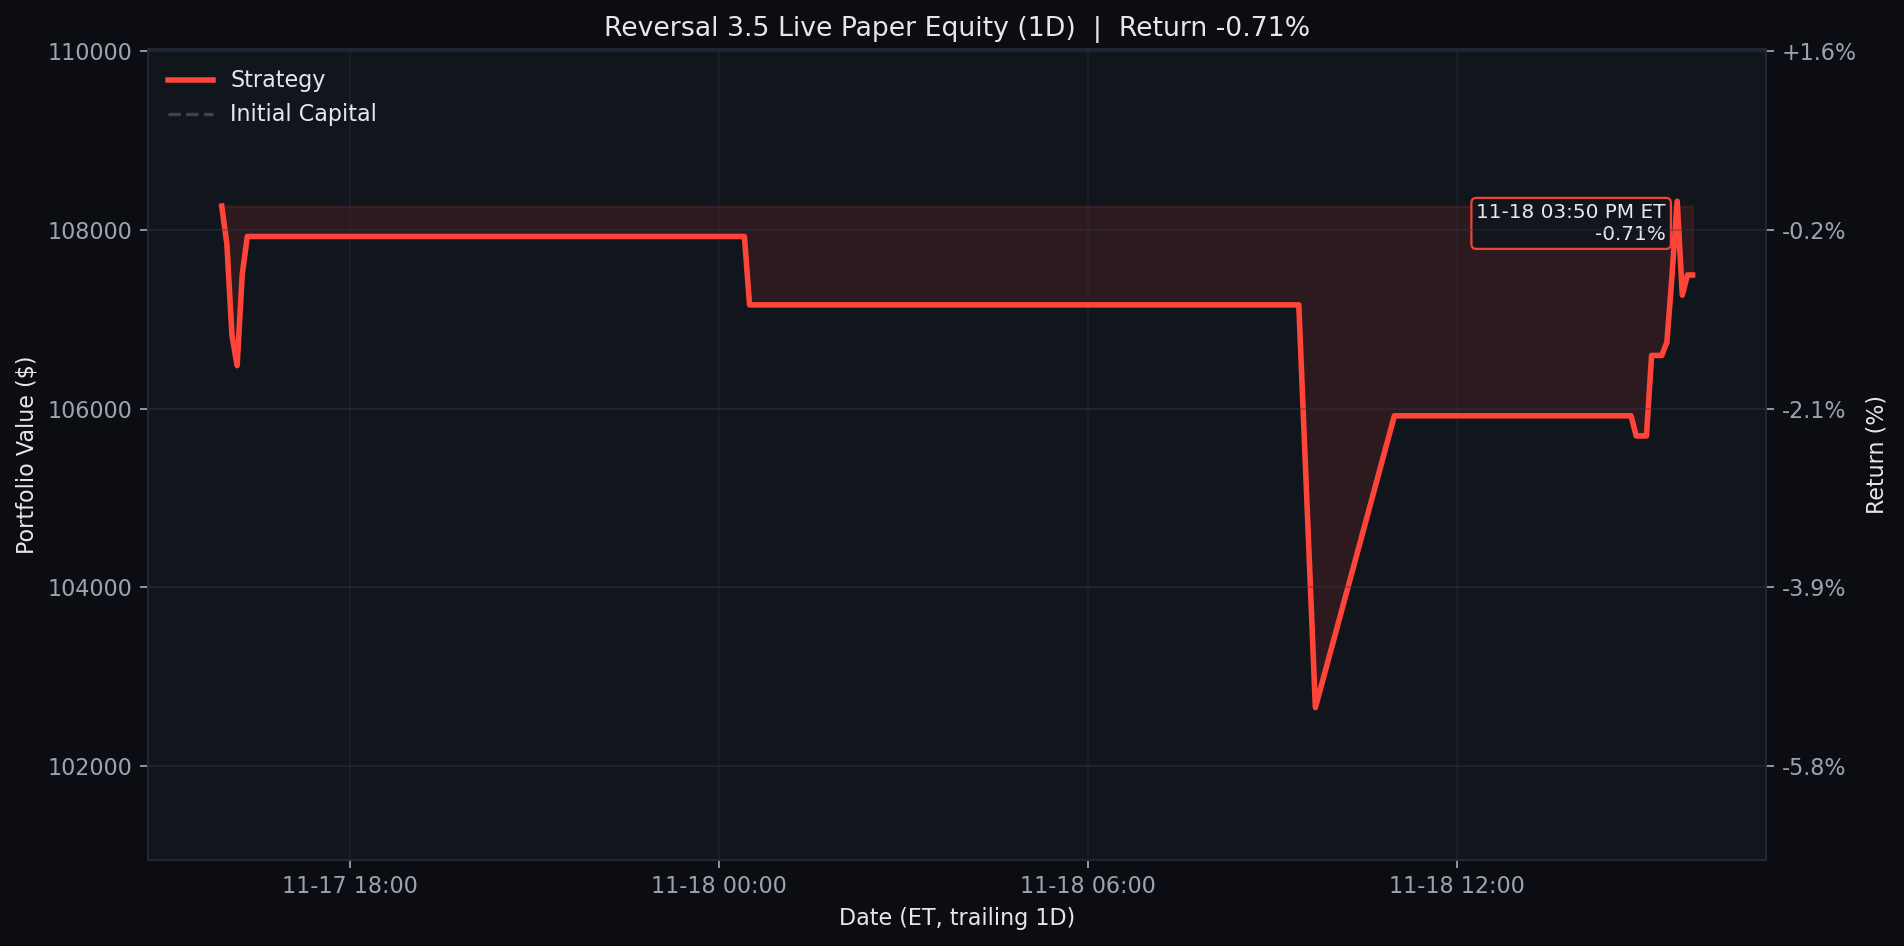 Reversal 3.5 Live Paper Equity (1D) | Return -0.71%
Strategy
Initial Capital
11-18 03:50 PM ET
-0.71%
Portfolio Value ($)
110000
108000
106000
104000
102000
+1.6%
-0.2%
-2.1%
-3.9%
-5.8%
Return (%)
11-17 18:00
11-18 00:00
11-18 06:00
11-18 12:00
Date (ET, trailing 1D)